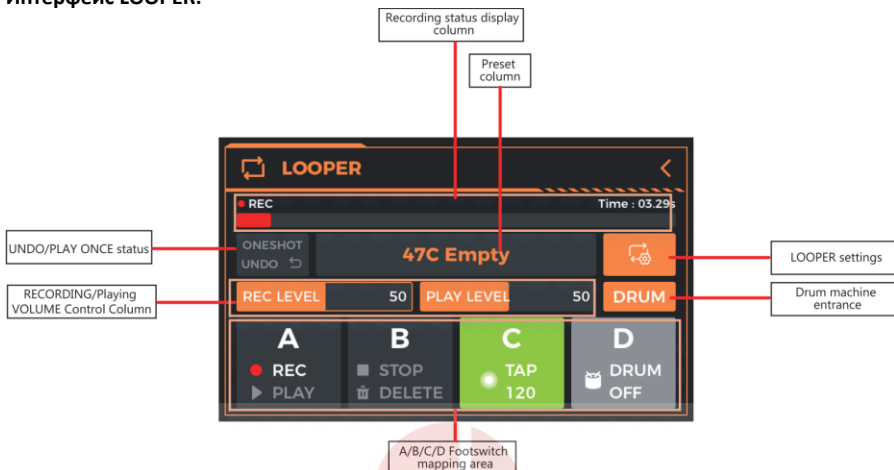 Интерфейс LOOPER:
Recording status display
column
Preset
column
LOOPER
REC
Time : 03.29s
UNDO/PLAY ONCE status
ONESHOT
UNDO
47C Empty
LOOPER settings
RECORDING/Playing
VOLUME Control Column
REC LEVEL 50 PLAY LEVEL 50 DRUM
Drum machine
entrance
A B C D
REC STOP TAP DRUM
PLAY DELETE 120 OFF
A/B/C/D Footswitch
mapping area